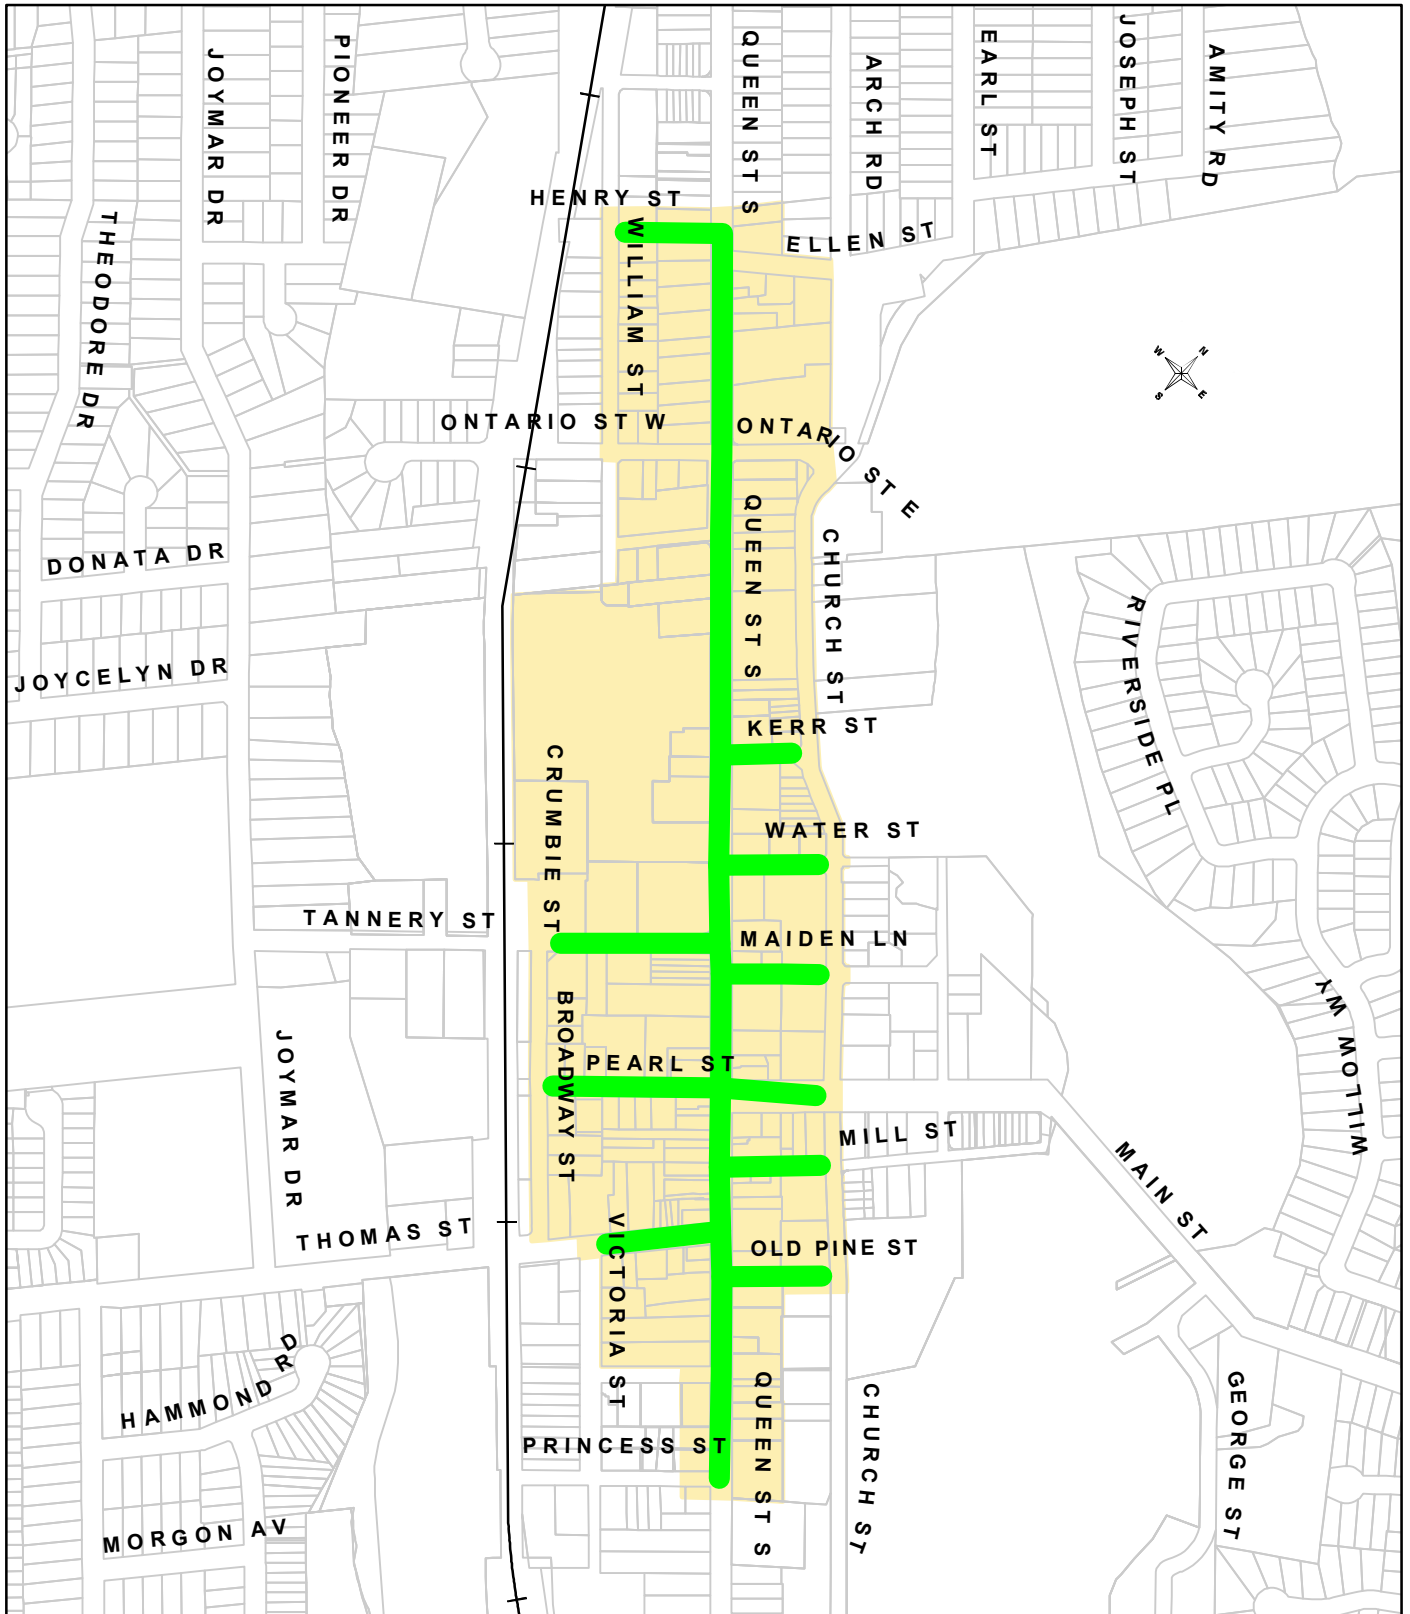 QUEEN ST S
EARL ST
JOSEPH ST
AMITY RD
PIONEER DR
JOYMAR DR
ARCH RD
HENRY ST
THEODORE DR
WILLIAM ST
ELLEN ST
W
N
S
E
ONTARIO ST W
ONTARIO ST E
QUEEN ST S
CHURCH ST
DONATA DR
RIVERSIDE PL
JOYCELYN DR
KERR ST
CRUMBIE ST
WATER ST
TANNERY ST
MAIDEN LN
WILLOW WY
BROADWAY ST
JOYMAR DR
PEARL ST
MILL ST
MAIN ST
THOMAS ST
VICTORIA ST
OLD PINE ST
HAMMOND RD
QUEEN ST S
CHURCH ST
GEORGE ST
PRINCESS ST
MORGON AV